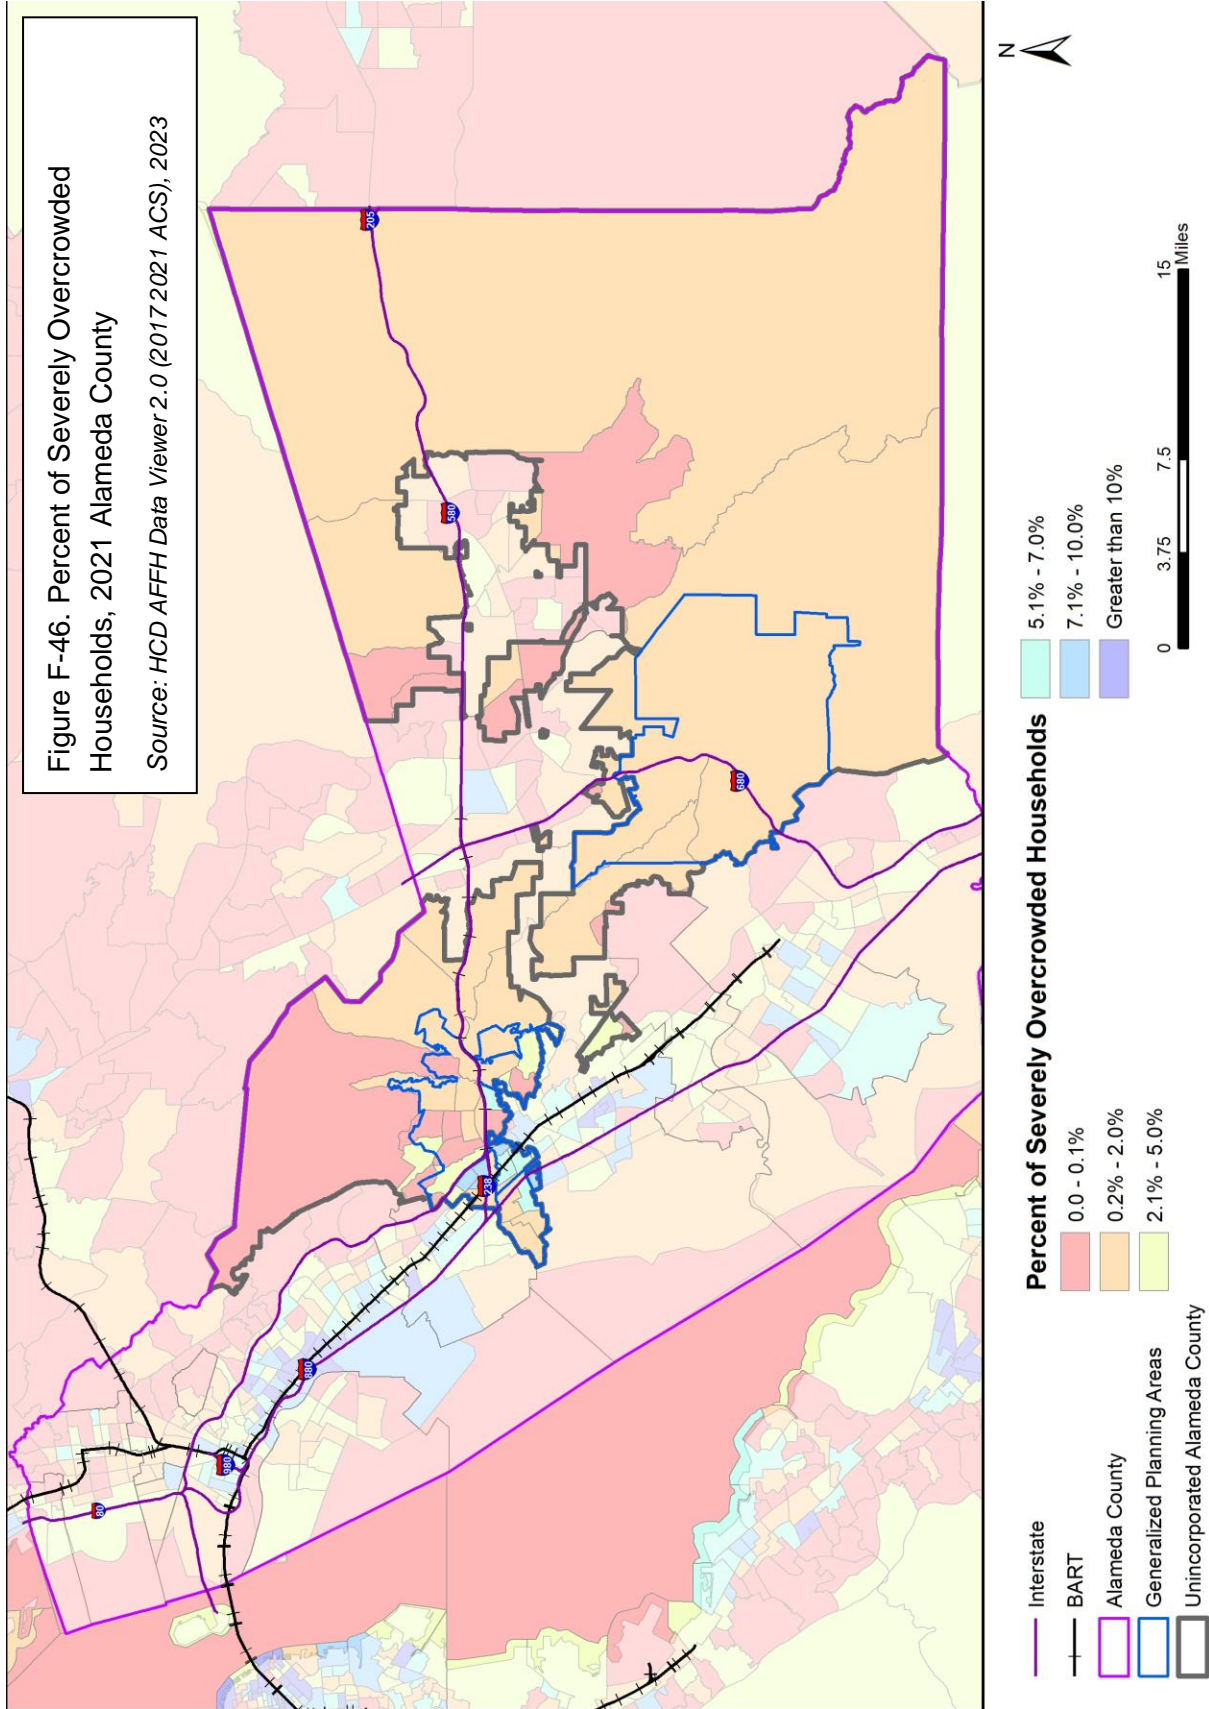 Figure F-46. Percent of Severely Overcrowded
Households, 2021 Alameda County
Source: HCD AFFH Data Viewer 2.0 (2017 2021 ACS), 2023
80
980
880
238
680
580
205
N
Interstate
BART
Alameda County
Generalized Planning Areas
Unincorporated Alameda County
Percent of Severely Overcrowded Households
0.0 - 0.1%
0.2% - 2.0%
2.1% - 5.0%
5.1% - 7.0%
7.1% - 10.0%
Greater than 10%
0 3.75 7.5 15
Miles